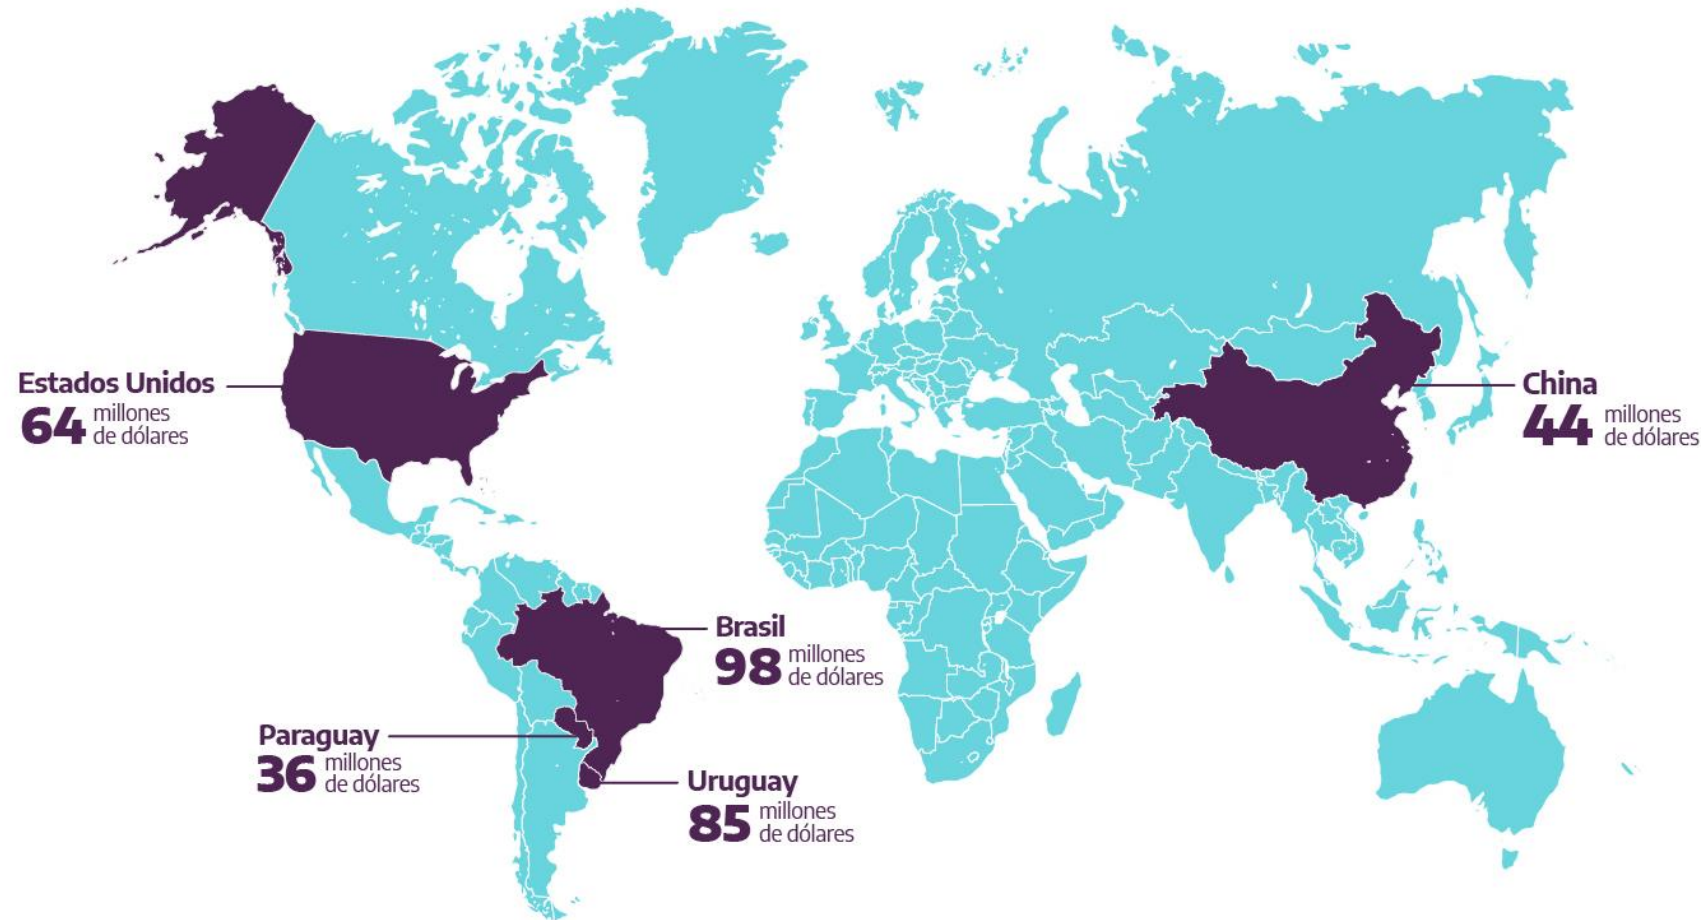 Estados Unidos
64 millones
de dólares
China
44 millones
de dólares
Brasil
98 millones
de dólares
Paraguay
36 millones
de dólares
Uruguay
85 millones
de dólares